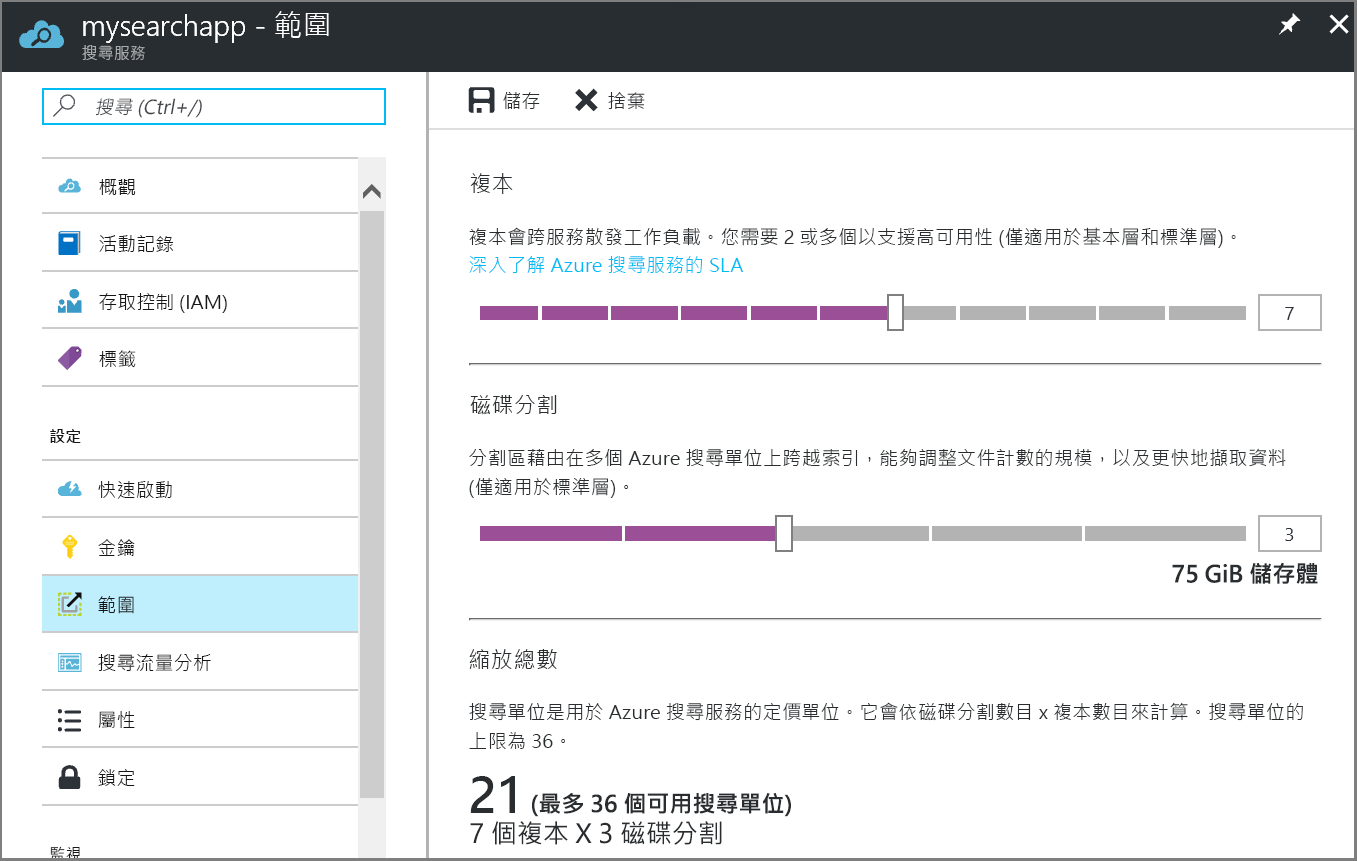 mysearchapp - 範圍
搜尋服務
搜尋 (Ctrl+/)
概觀
活動記錄
存取控制 (IAM)
標籤
設定
快速啟動
金鑰
範圍
搜尋流量分析
屬性
鎖定
監視
儲存
捨棄
複本
複本會跨服務散發工作負載。您需要 2 或多個以支援高可用性 (僅適用於基本層和標準層)。
深入了解 Azure 搜尋服務的 SLA
7
磁碟分割
分割區藉由在多個 Azure 搜尋單位上跨越索引，能夠調整文件計數的規模，以及更快地擷取資料
(僅適用於標準層)。
3
75 GiB 儲存體
縮放總數
搜尋單位是用於 Azure 搜尋服務的定價單位。它會依磁碟分割數目 x 複本數目來計算。搜尋單位的
上限為 36。
21 (最多 36 個可用搜尋單位)
7 個複本 X 3 磁碟分割